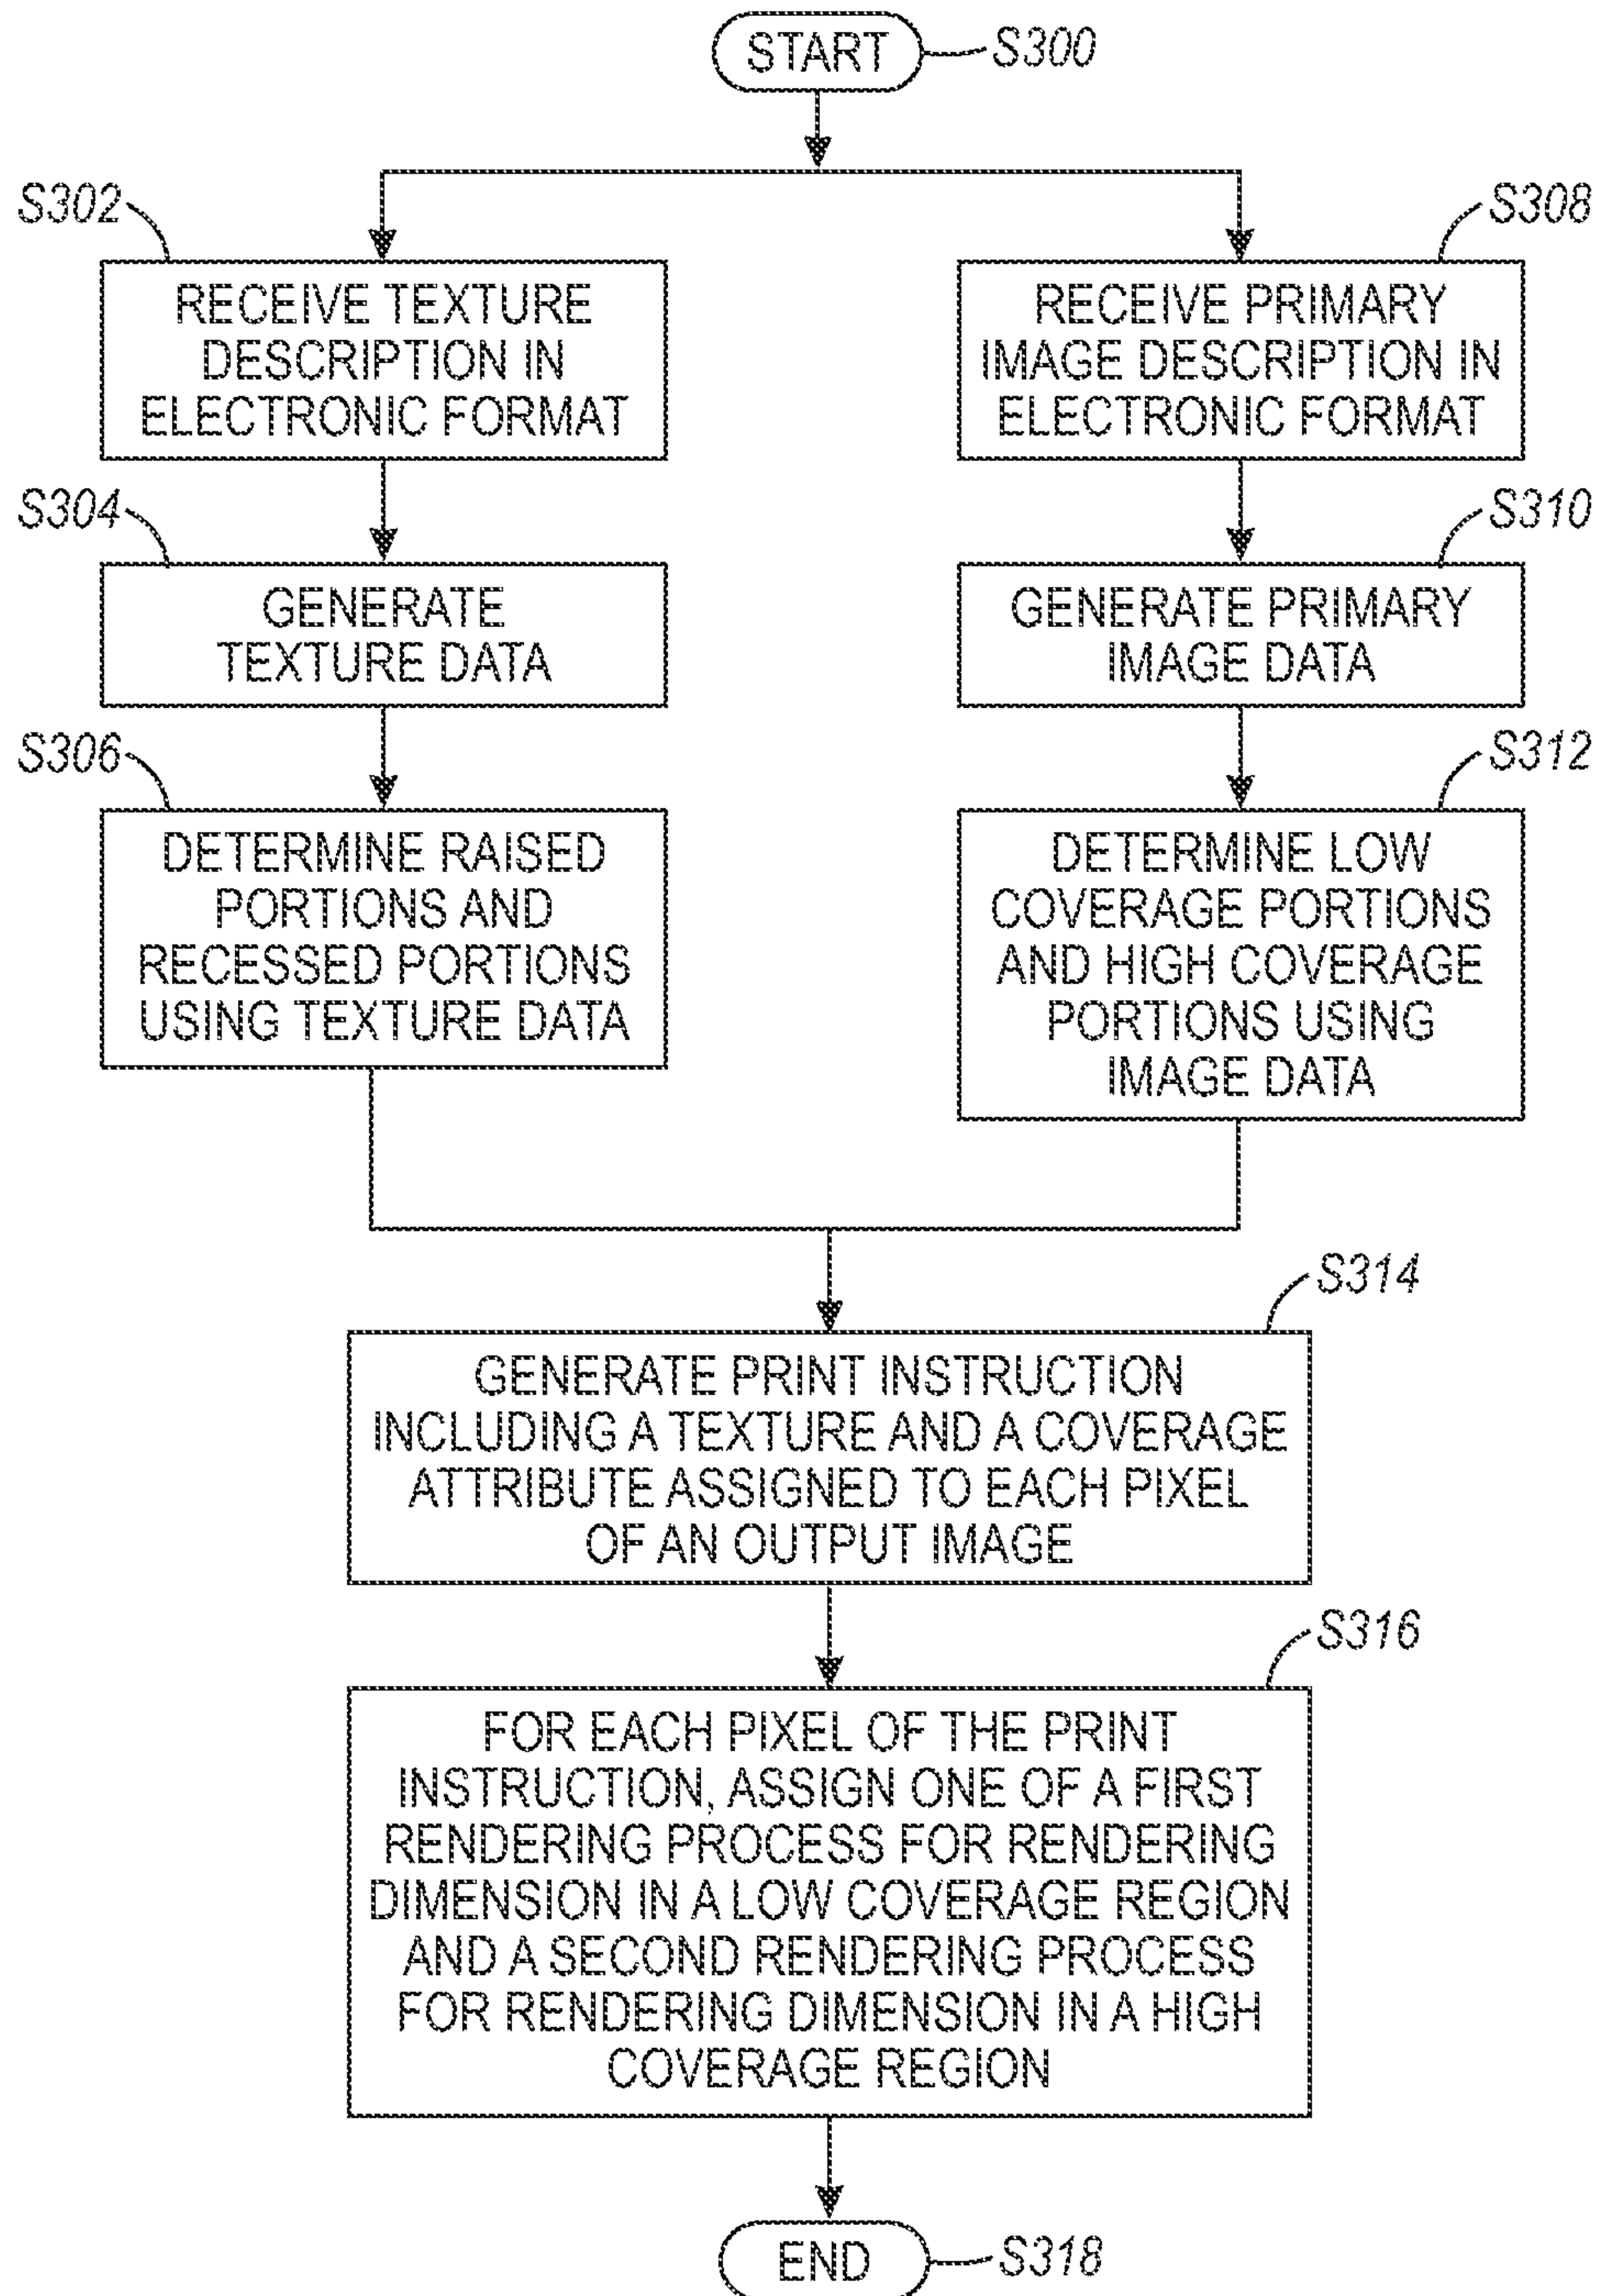 START
S300
S302
RECEIVE TEXTURE
DESCRIPTION IN
ELECTRONIC FORMAT
S304
GENERATE
TEXTURE DATA
S306
DETERMINE RAISED
PORTIONS AND
RECESSED PORTIONS
USING TEXTURE DATA
S308
RECEIVE PRIMARY
IMAGE DESCRIPTION IN
ELECTRONIC FORMAT
S310
GENERATE PRIMARY
IMAGE DATA
S312
DETERMINE LOW
COVERAGE PORTIONS
AND HIGH COVERAGE
PORTIONS USING
IMAGE DATA
S314
GENERATE PRINT INSTRUCTION
INCLUDING A TEXTURE AND A COVERAGE
ATTRIBUTE ASSIGNED TO EACH PIXEL
OF AN OUTPUT IMAGE
S316
FOR EACH PIXEL OF THE PRINT
INSTRUCTION, ASSIGN ONE OF A FIRST
RENDERING PROCESS FOR RENDERING
DIMENSION IN A LOW COVERAGE REGION
AND A SECOND RENDERING PROCESS
FOR RENDERING DIMENSION IN A HIGH
COVERAGE REGION
END
S318